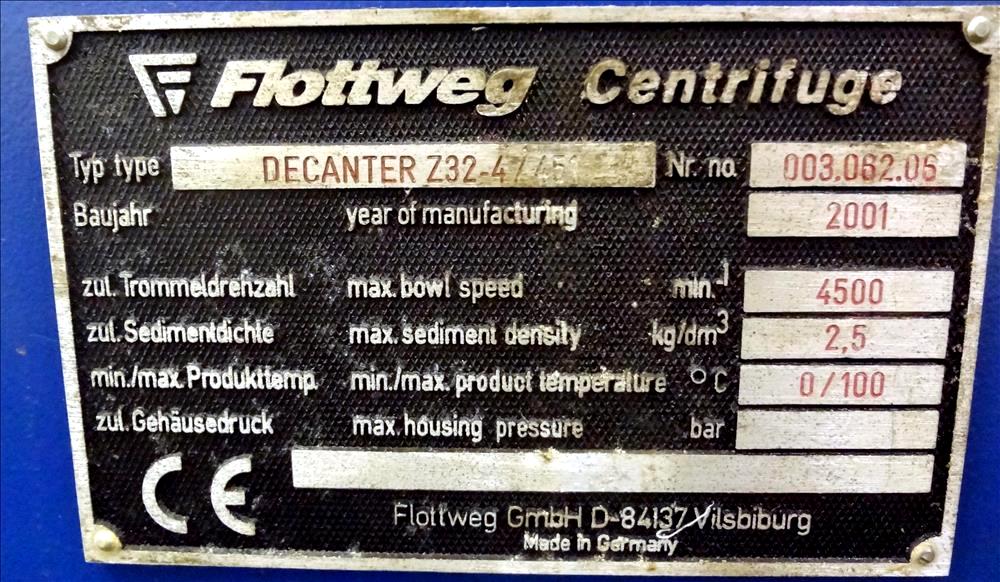 Flottweg Centrifuge
Typ type DECANTER Z32-4/451 Nr. no. 003.062.05
Baujahr year of manufacturing 2001
zul. Trommeldrehzahl max. bowl speed min.-1 4500
zul. Sedimentdichte max. sediment density kg/dm3 2,5
min./max. Produkttemp. min./max. product temperature °C 0/100
zul. Gehäusedruck max. housing pressure bar
CE
Flottweg GmbH D-84137 Vilsbiburg
Made in Germany